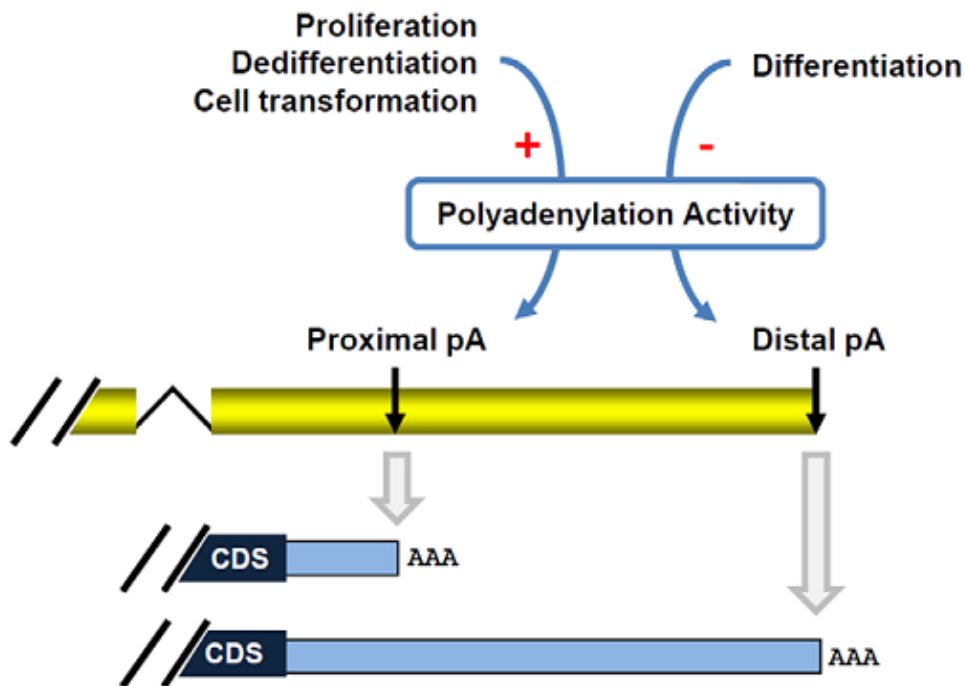 Proliferation
Dedifferentiation
Cell transformation
Differentiation
+
-
Polyadenylation Activity
Proximal pA
Distal pA
CDS
AAA
CDS
AAA